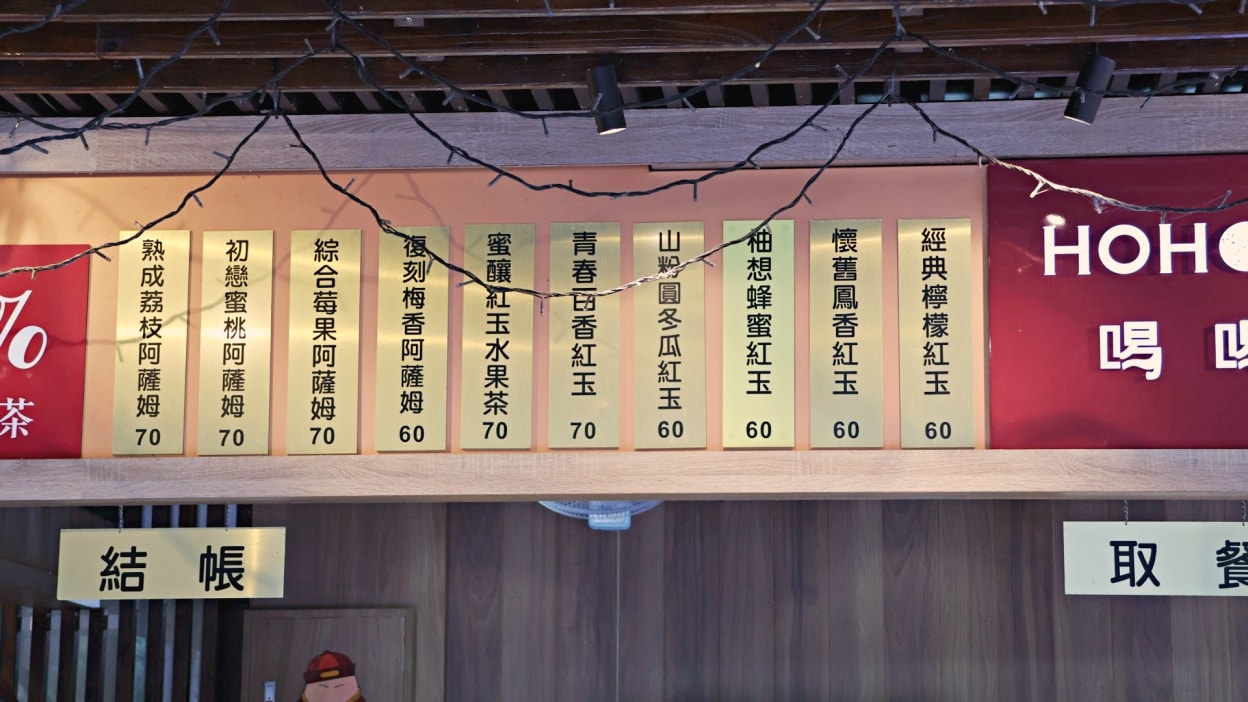 經典檸檬紅玉 60
懷舊鳳香紅玉 60
柚想蜂蜜紅玉 60
山粉圓冬瓜紅玉 60
青春百香紅玉 70
蜜釀紅玉水果茶 70
復刻梅香阿薩姆 60
綜合莓果阿薩姆 70
初戀蜜桃阿薩姆 70
熟成荔枝阿薩姆 70
%
茶
HOHO
喝
結帳
取餐